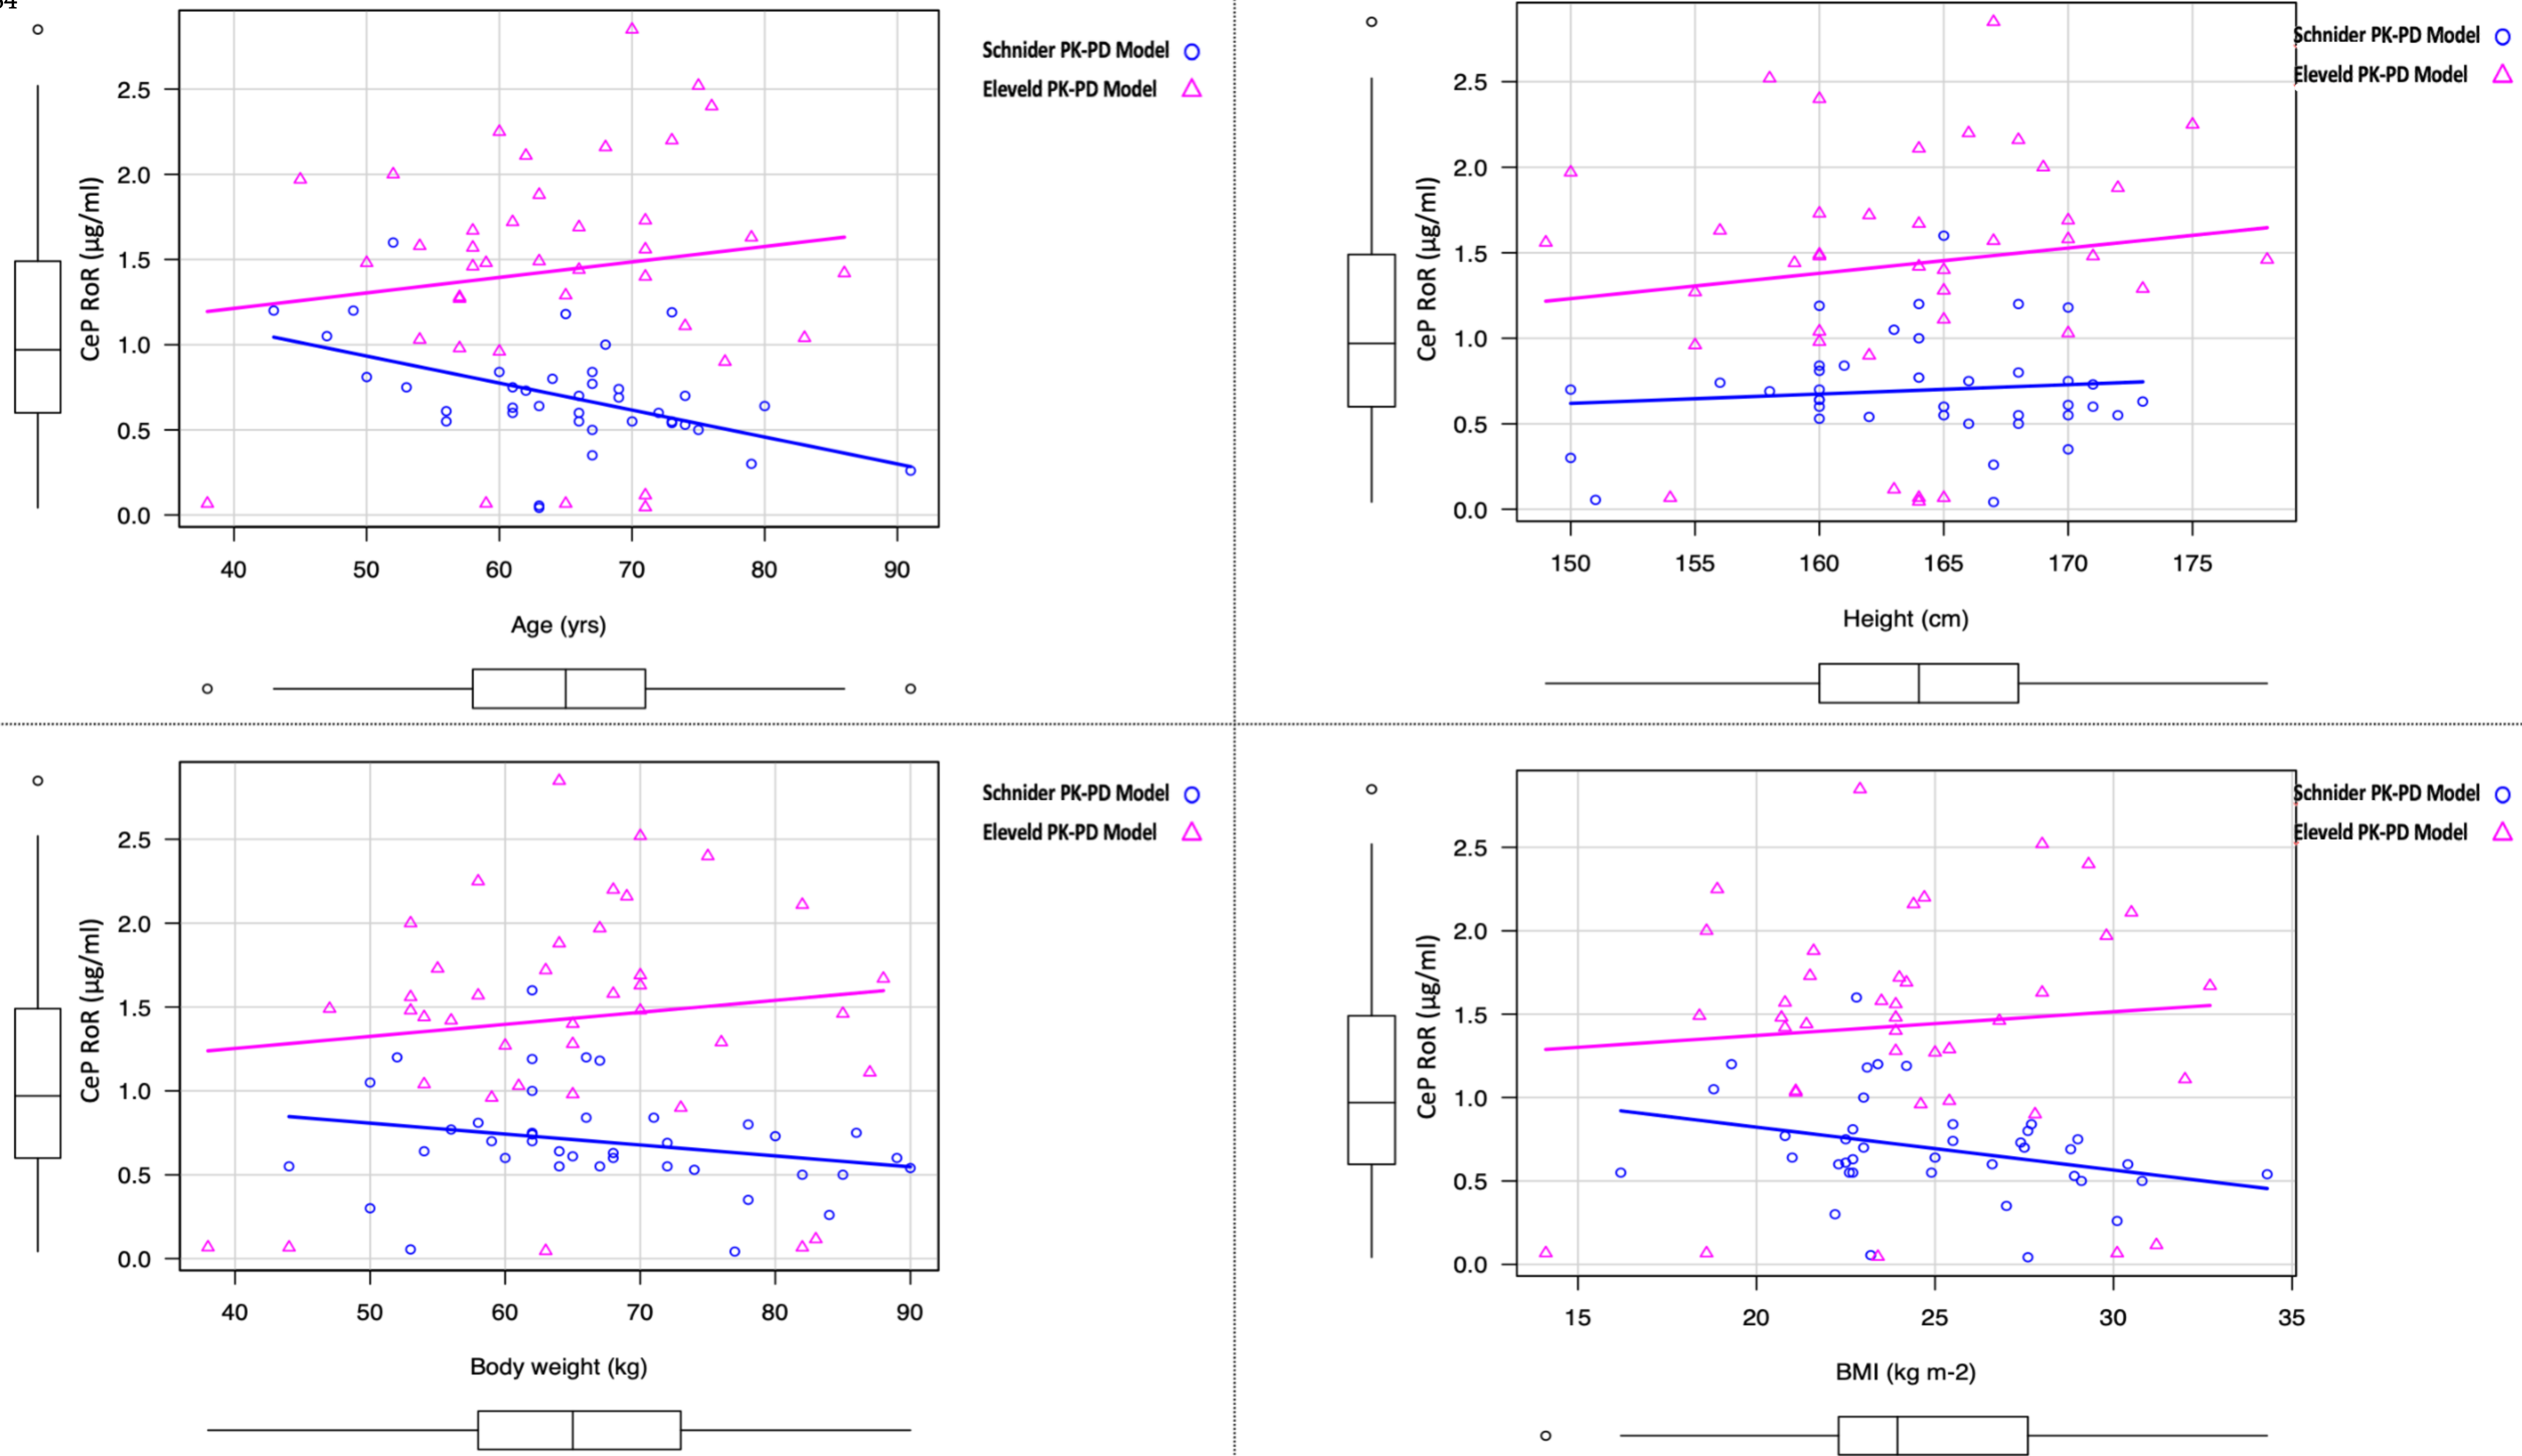 Schnider PK-PD Model
Eleveld PK-PD Model
CeP RoR (µg/ml)
2.5
2.0
1.5
1.0
0.5
0.0
40 50 60 70 80 90
Age (yrs)
Schnider PK-PD Model
Eleveld PK-PD Model
CeP RoR (µg/ml)
2.5
2.0
1.5
1.0
0.5
0.0
150 155 160 165 170 175
Height (cm)
Schnider PK-PD Model
Eleveld PK-PD Model
CeP RoR (µg/ml)
2.5
2.0
1.5
1.0
0.5
0.0
40 50 60 70 80 90
Body weight (kg)
Schnider PK-PD Model
Eleveld PK-PD Model
CeP RoR (µg/ml)
2.5
2.0
1.5
1.0
0.5
0.0
15 20 25 30 35
BMI (kg m-2)